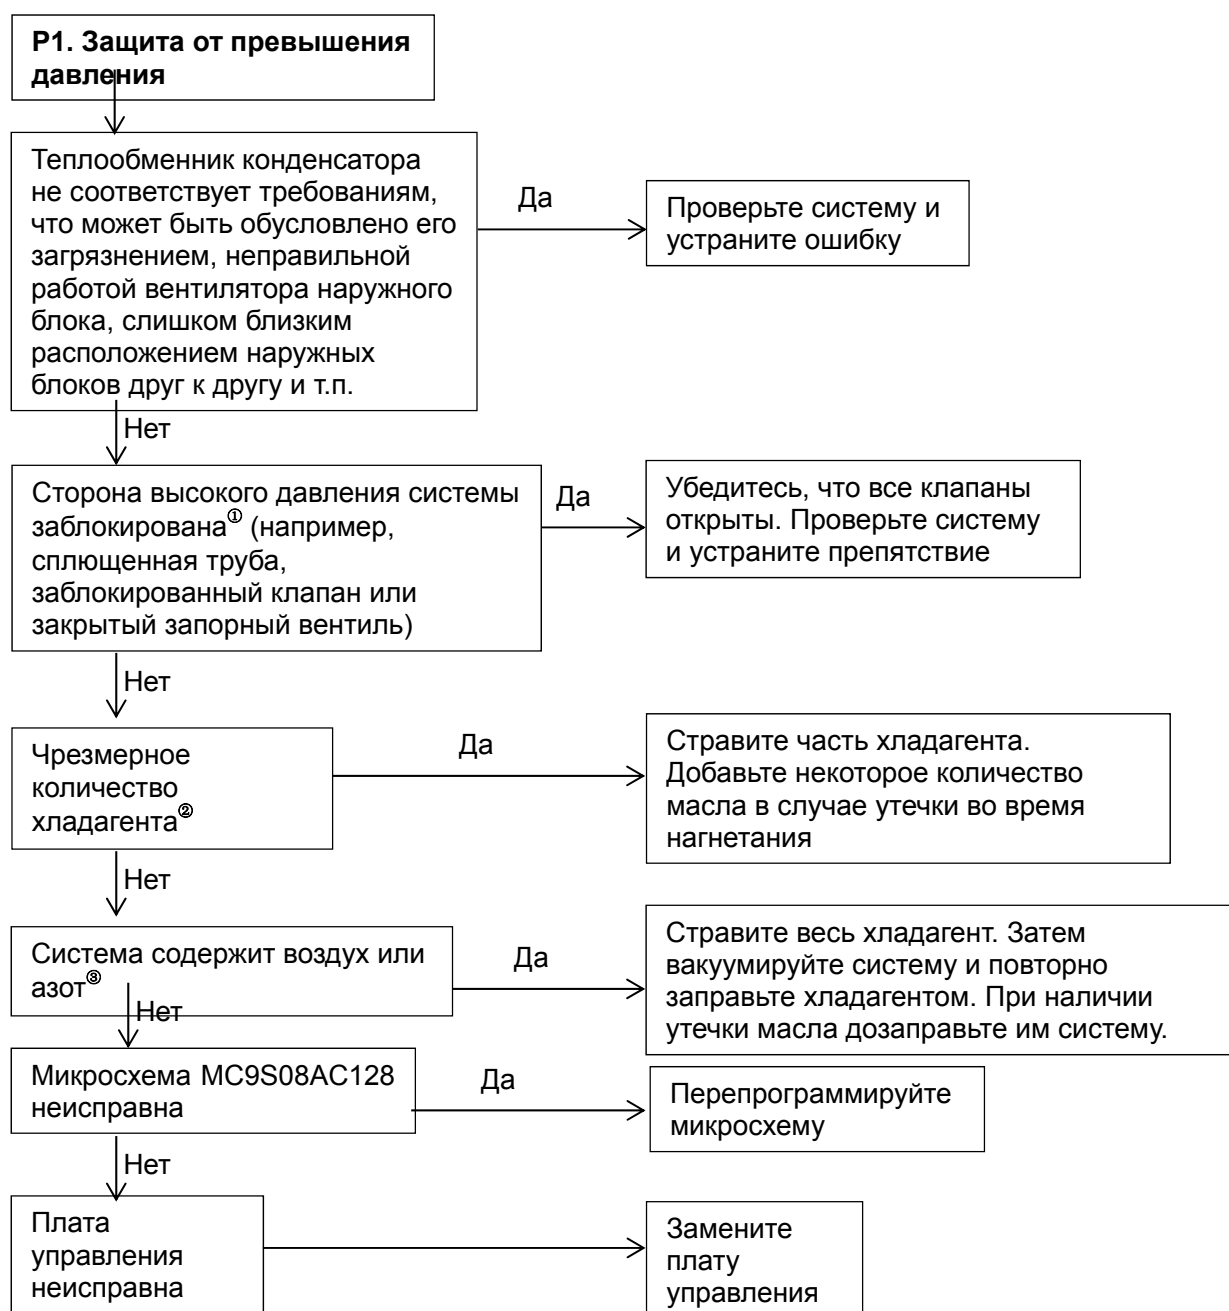 P1. Защита от превышения
давления
Теплообменник конденсатора
не соответствует требованиям,
что может быть обусловлено его
загрязнением, неправильной
работой вентилятора наружного
блока, слишком близким
расположением наружных
блоков друг к другу и т.п.
Да
Проверьте систему и
устраните ошибку
Нет
Сторона высокого давления системы
заблокирована① (например,
сплющенная труба,
заблокированный клапан или
закрытый запорный вентиль)
Да
Убедитесь, что все клапаны
открыты. Проверьте систему
и устраните препятствие
Нет
Чрезмерное
количество
хладагента②
Да
Стравите часть хладагента.
Добавьте некоторое количество
масла в случае утечки во время
нагнетания
Нет
Система содержит воздух или
азот③
Да
Стравите весь хладагент. Затем
вакуумируйте систему и повторно
заправьте хладагентом. При наличии
утечки масла дозаправьте им систему.
Нет
Микросхема MC9S08AC128
неисправна
Да
Перепрограммируйте
микросхему
Нет
Плата
управления
неисправна
Замените
плату
управления